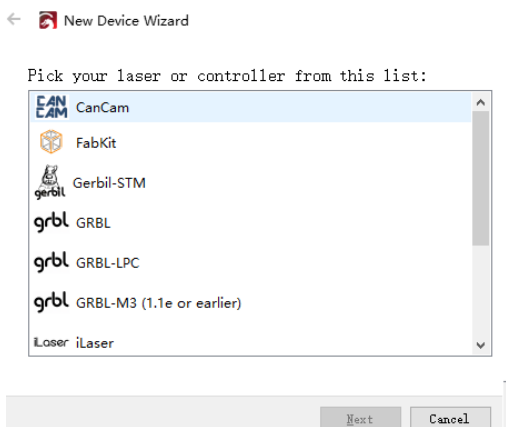 New Device Wizard
Pick your laser or controller from this list:
CAN
CAM CanCam
FabKit
gerbil Gerbil-STM
grbl GRBL
grbl GRBL-LPC
grbl GRBL-M3 (1.1e or earlier)
iLaser iLaser
Next Cancel